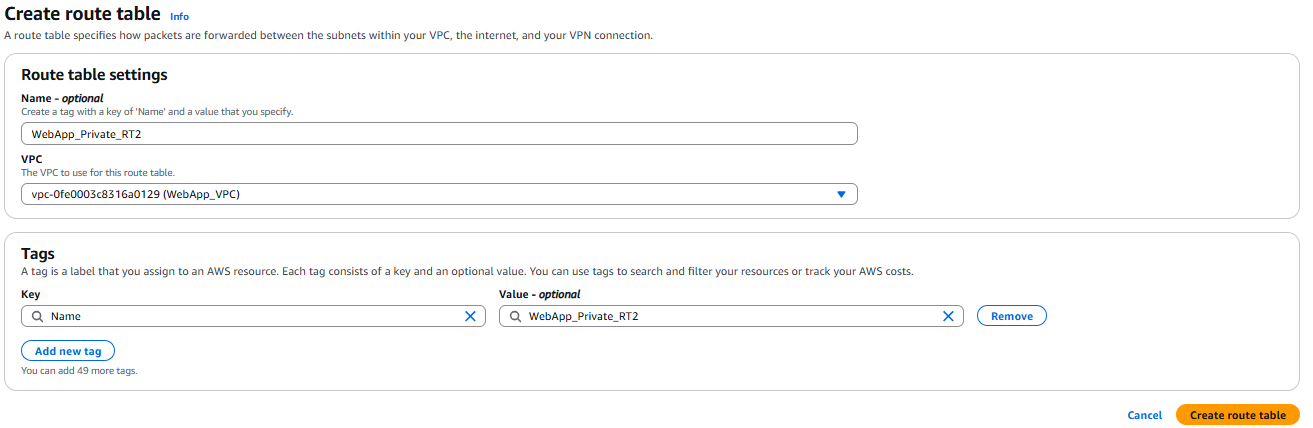 Create route table Info
A route table specifies how packets are forwarded between the subnets within your VPC, the internet, and your VPN connection.
Route table settings
Name - optional
Create a tag with a key of 'Name' and a value that you specify.
WebApp_Private_RT2
VPC
The VPC to use for this route table.
vpc-0fe0003c8316a0129 (WebApp_VPC)
Tags
A tag is a label that you assign to an AWS resource. Each tag consists of a key and an optional value. You can use tags to search and filter your resources or track your AWS costs.
Key Value - optional
Name WebApp_Private_RT2 Remove
Add new tag
You can add 49 more tags.
Cancel Create route table